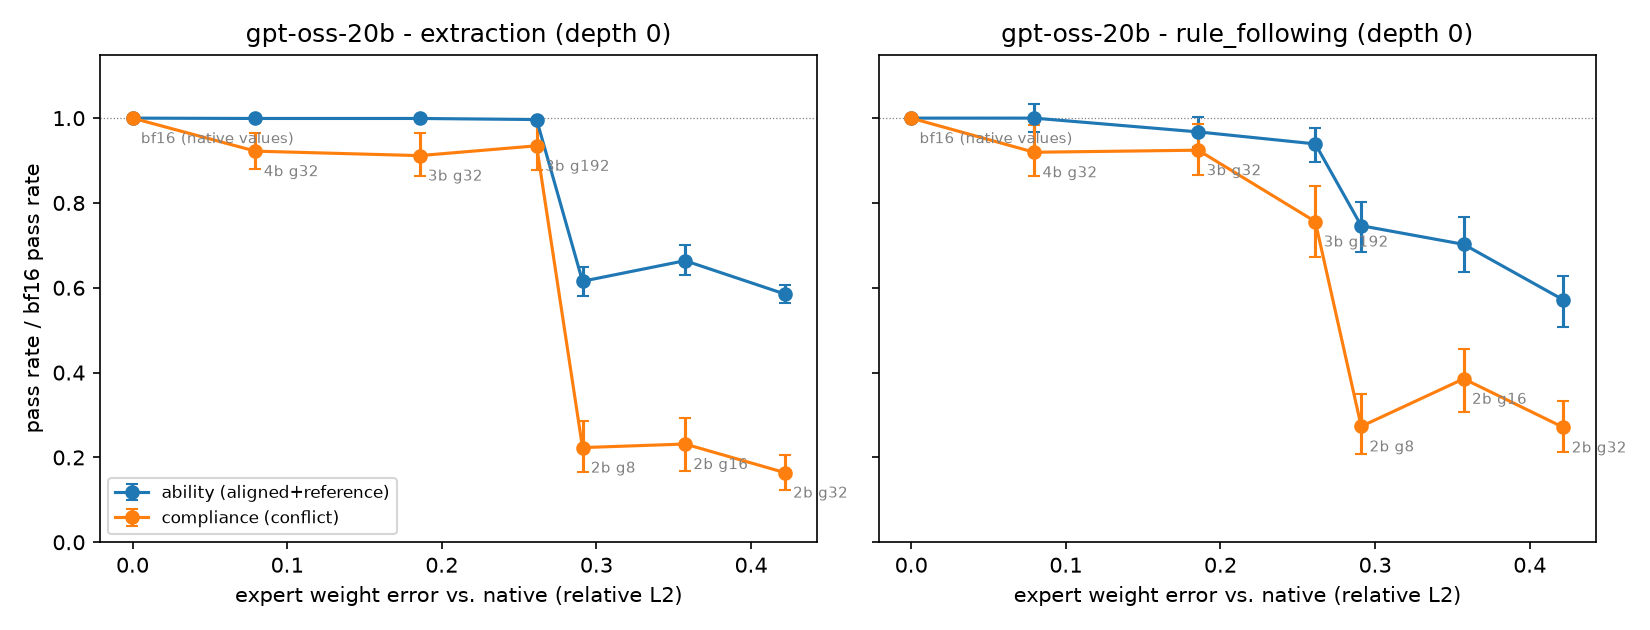 gpt-oss-20b - extraction (depth 0)
pass rate / bf16 pass rate
1.0
0.8
0.6
0.4
0.2
0.0
bf16 (native values)
4b g32
3b g32
3b g192
2b g8
2b g16
2b g32
ability (aligned+reference)
compliance (conflict)
0.0 0.1 0.2 0.3 0.4
expert weight error vs. native (relative L2)
gpt-oss-20b - rule_following (depth 0)
bf16 (native values)
4b g32
3b g32
3b g192
2b g8
2b g16
2b g32
0.0 0.1 0.2 0.3 0.4
expert weight error vs. native (relative L2)